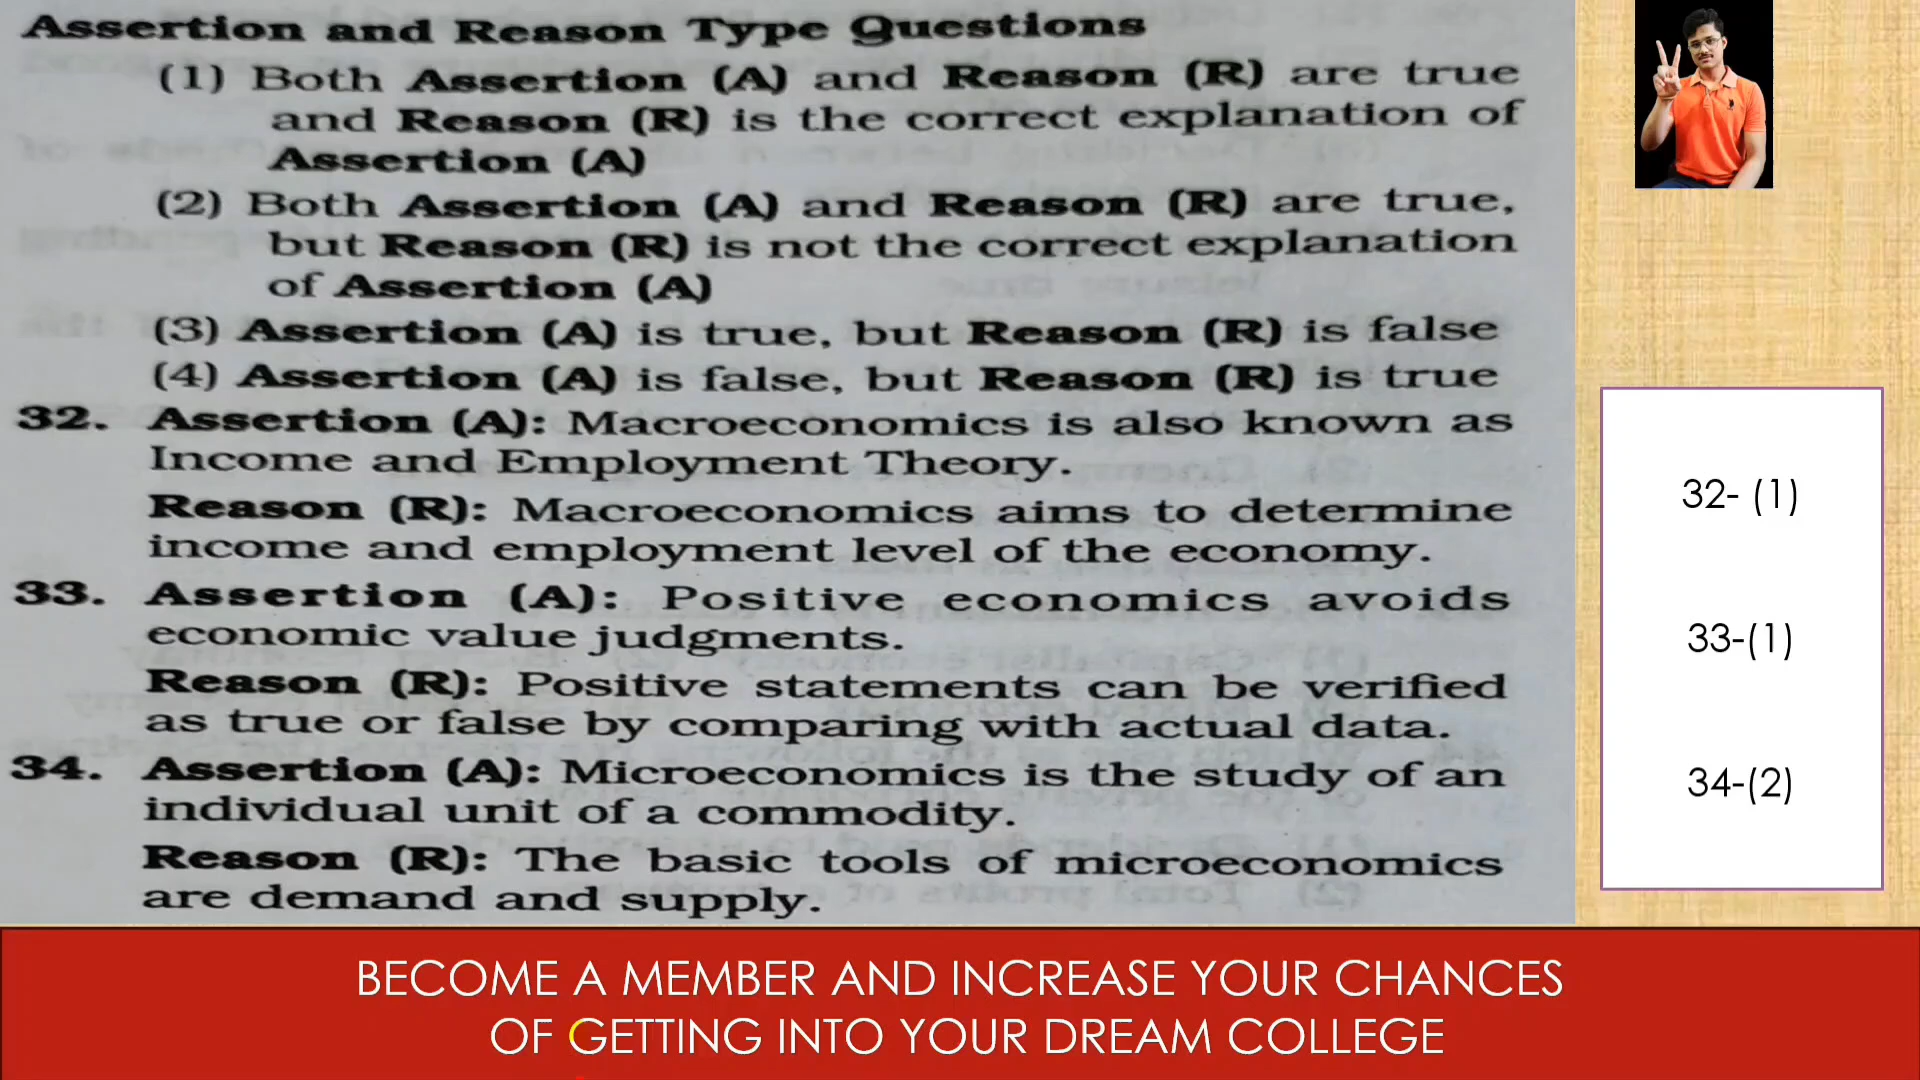 Assertion and Reason Type Questions
(1) Both Assertion (A) and Reason (R) are true
and Reason (R) is the correct explanation of
Assertion (A)
(2) Both Assertion (A) and Reason (R) are true,
but Reason (R) is not the correct explanation
of Assertion (A)
(3) Assertion (A) is true, but Reason (R) is false
(4) Assertion (A) is false, but Reason (R) is true
32. Assertion (A): Macroeconomics is also known as
Income and Employment Theory.
Reason (R): Macroeconomics aims to determine
income and employment level of the economy.
33. Assertion (A): Positive economics avoids
economic value judgments.
Reason (R): Positive statements can be verified
as true or false by comparing with actual data.
34. Assertion (A): Microeconomics is the study of an
individual unit of a commodity.
Reason (R): The basic tools of microeconomics
are demand and supply.
32- (1)
33-(1)
34-(2)
BECOME A MEMBER AND INCREASE YOUR CHANCES
OF GETTING INTO YOUR DREAM COLLEGE